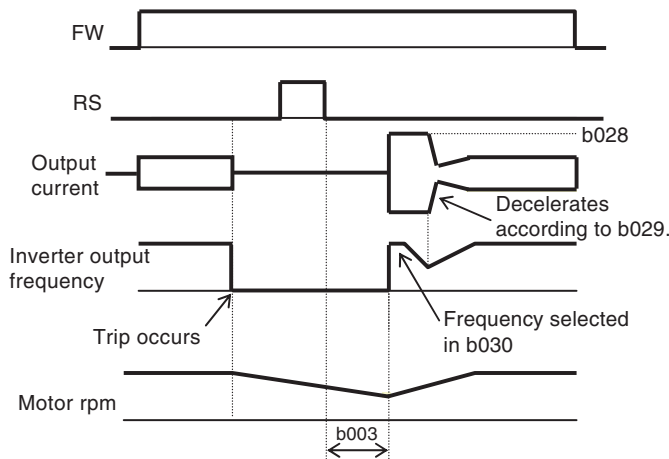 FW
RS
b028
Output
current
Decelerates
according to b029.
Inverter output
frequency
Trip occurs
Frequency selected
in b030
Motor rpm
b003